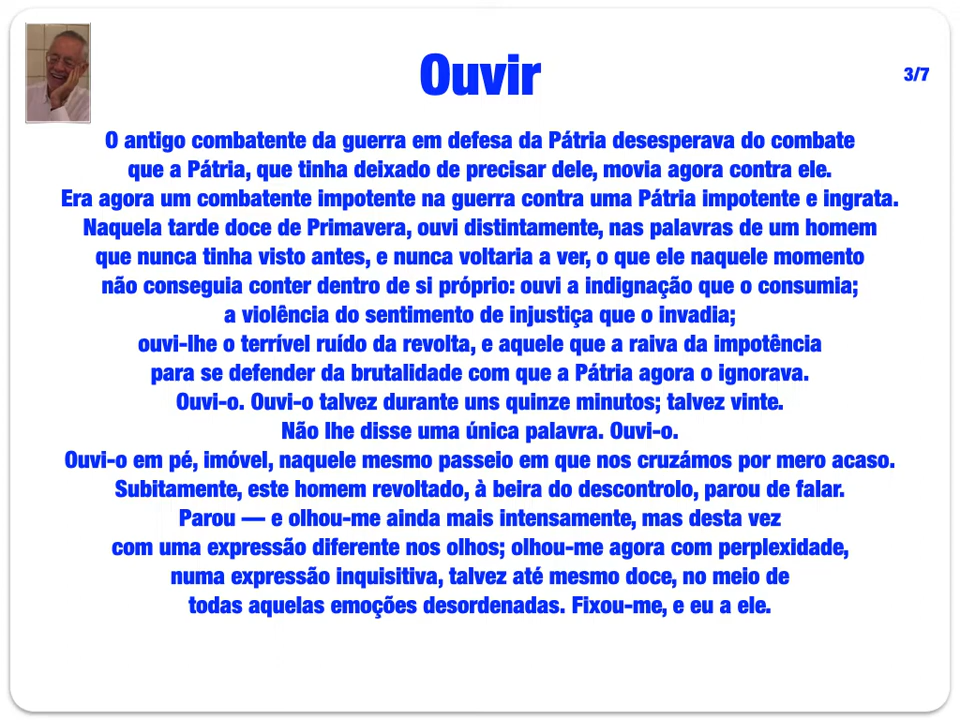 Ouvir
3/7
O antigo combatente da guerra em defesa da Pátria desesperava do combate
que a Pátria, que tinha deixado de precisar dele, movia agora contra ele.
Era agora um combatente impotente na guerra contra uma Pátria impotente e ingrata.
Naquela tarde doce de Primavera, ouvi distintamente, nas palavras de um homem
que nunca tinha visto antes, e nunca voltaria a ver, o que ele naquele momento
não conseguia conter dentro de si próprio: ouvi a indignação que o consumia;
a violência do sentimento de injustiça que o invadia;
ouvi-lhe o terrível ruído da revolta, e aquele que a raiva da impotência
para se defender da brutalidade com que a Pátria agora o ignorava.
Ouvi-o. Ouvi-o talvez durante uns quinze minutos; talvez vinte.
Não lhe disse uma única palavra. Ouvi-o.
Ouvi-o em pé, imóvel, naquele mesmo passeio em que nos cruzámos por mero acaso.
Subitamente, este homem revoltado, à beira do descontrolo, parou de falar.
Parou — e olhou-me ainda mais intensamente, mas desta vez
com uma expressão diferente nos olhos; olhou-me agora com perplexidade,
numa expressão inquisitiva, talvez até mesmo doce, no meio de
todas aquelas emoções desordenadas. Fixou-me, e eu a ele.